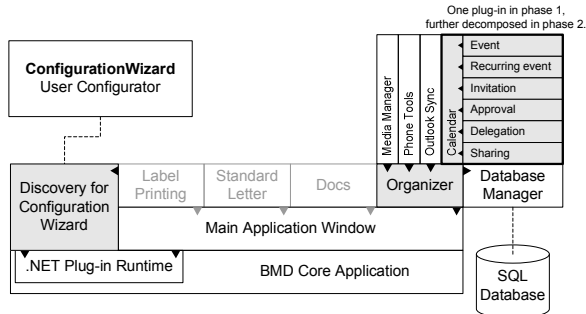 One plug-in in phase 1,
further decomposed in phase 2.
ConfigurationWizard
User Configurator
Media Manager
Phone Tools
Outlook Sync
Calendar
Event
Recurring event
Invitation
Approval
Delegation
Sharing
Discovery for
Configuration
Wizard
Label
Printing
Standard
Letter
Docs
Organizer
Database
Manager
Main Application Window
.NET Plug-in Runtime
BMD Core Application
SQL
Database